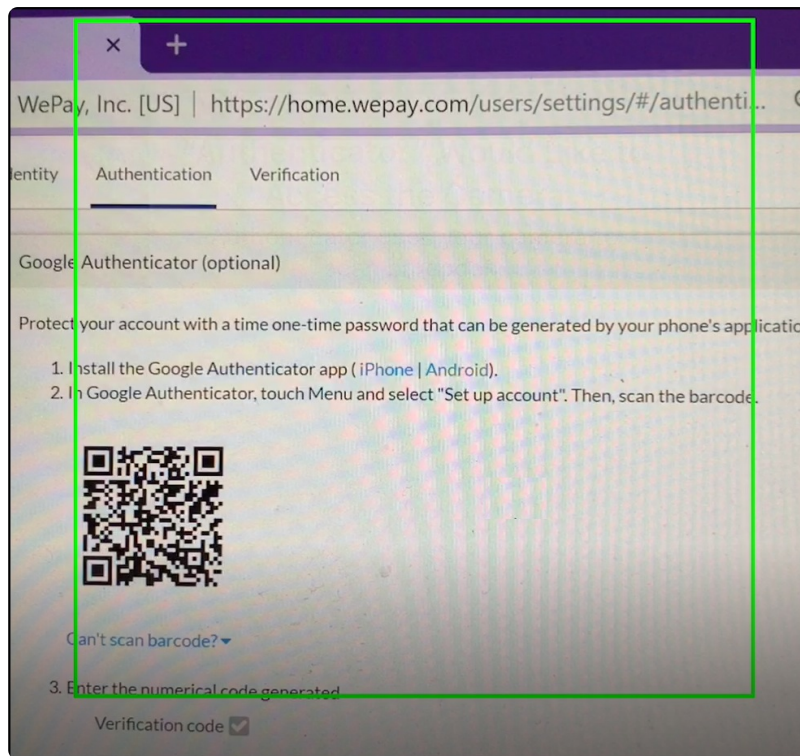 WePay, Inc. [US] | https://home.wepay.com/users/settings/#/authenti...
entity Authentication Verification
Google Authenticator (optional)
Protect your account with a time one-time password that can be generated by your phone's applicatio
1. Install the Google Authenticator app ( iPhone | Android).
2. In Google Authenticator, touch Menu and select "Set up account". Then, scan the barcode.
Can't scan barcode?
3. Enter the numerical code generated
Verification code